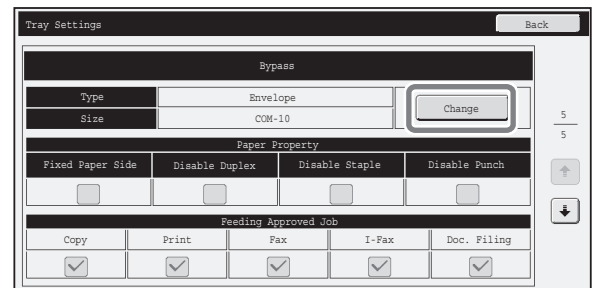 Tray Settings Back
Bypass
Type Envelope
Size COM-10
Change
5
5
Paper Property
Fixed Paper Side Disable Duplex Disable Staple Disable Punch
Feeding Approved Job
Copy Print Fax I-Fax Doc. Filing